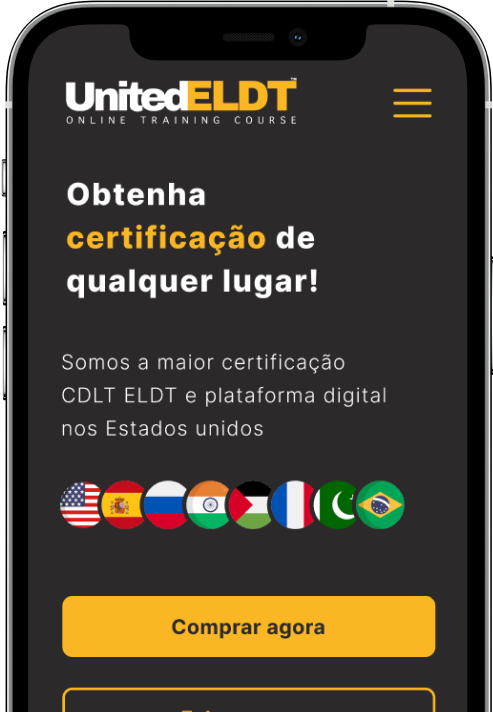 UnitedELDT™
ONLINE TRAINING COURSE
Obtenha
certificação de
qualquer lugar!
Somos a maior certificação
CDLT ELDT e plataforma digital
nos Estados unidos
Comprar agora